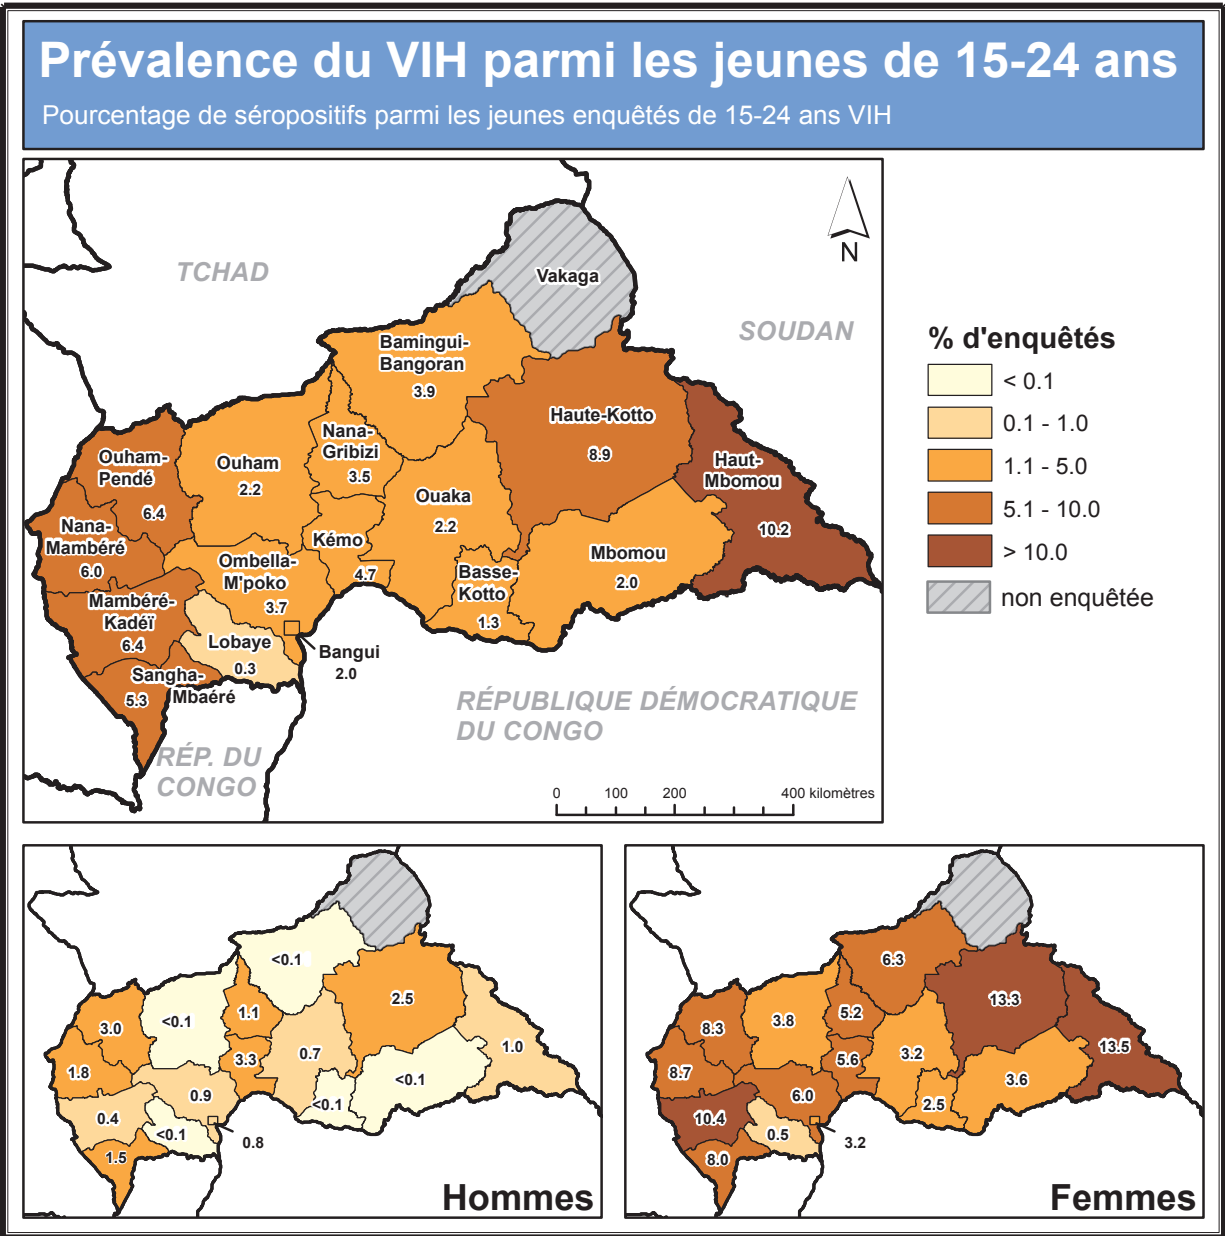 Prévalence du VIH parmi les jeunes de 15-24 ans
Pourcentage de séropositifs parmi les jeunes enquêtés de 15-24 ans VIH
TCHAD
SOUDAN
N
Vakaga
Bamingui-
Bangoran
3.9
Haute-Kotto
8.9
Haut-
Mbomou
10.2
Nana-
Gribizi
3.5
Ouham
2.2
Ouham-
Pendé
6.4
Ouaka
2.2
Nana-
Mambéré
6.0
Kémo
4.7
Mbomou
2.0
Ombella-
M'poko
3.7
Basse-
Kotto
1.3
Mambéré-
Kadéï
6.4
Lobaye
0.3
Bangui
2.0
Sangha-
Mbaéré
5.3
RÉPUBLIQUE DÉMOCRATIQUE
DU CONGO
RÉP. DU
CONGO
0 100 200 400 kilomètres
% d'enquêtés
< 0.1
0.1 - 1.0
1.1 - 5.0
5.1 - 10.0
> 10.0
non enquêtée
<0.1
2.5
1.1
<0.1
3.0
1.0
0.7
3.3
1.8
<0.1
0.9
<0.1
0.4
<0.1
0.8
1.5
Hommes
6.3
13.3
5.2
3.8
8.3
13.5
3.2
5.6
8.7
3.6
6.0
2.5
10.4
0.5
3.2
8.0
Femmes